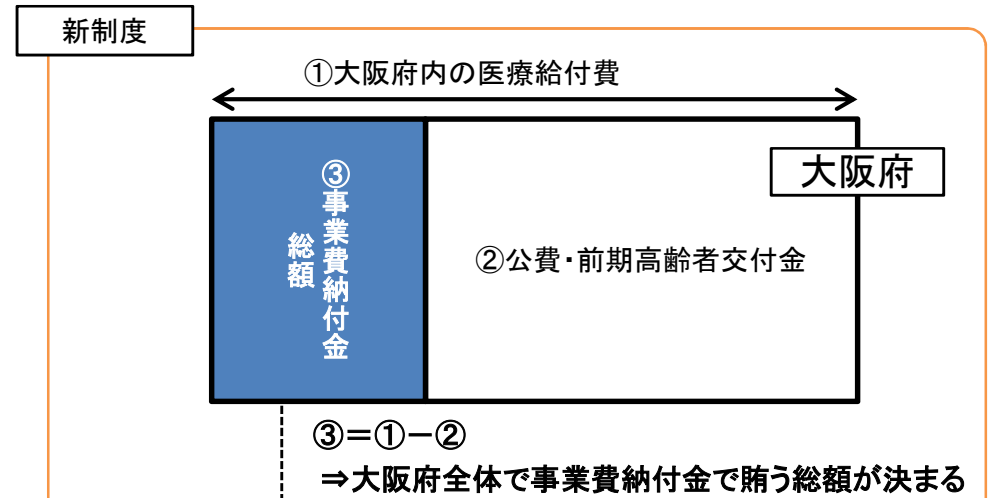 新制度
①大阪府内の医療給付費
大阪府
③事業費納付金
総額
②公費・前期高齢者交付金
③＝①－②
⇒大阪府全体で事業費納付金で賄う総額が決まる